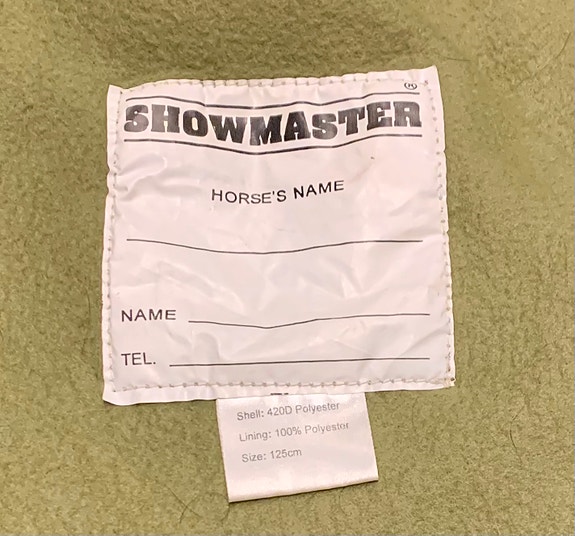 ®
SHOWMASTER
HORSE'S NAME
NAME
TEL.
Shell: 420D Polyester
Lining: 100% Polyester
Size: 125cm